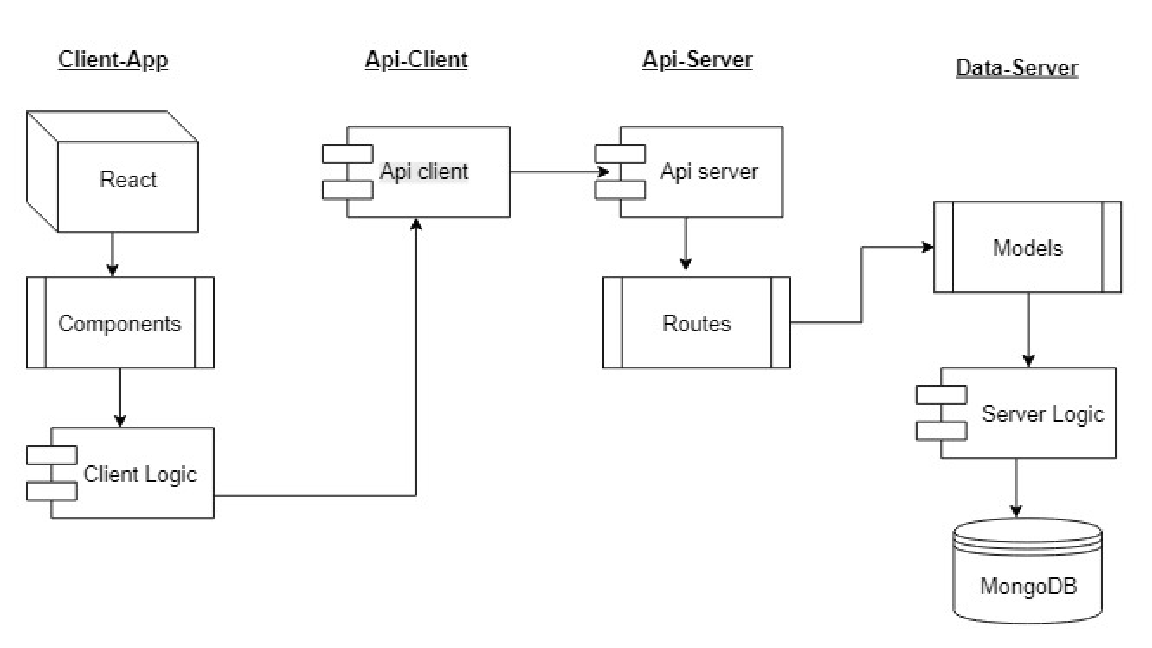 Client-App
Api-Client
Api-Server
Data-Server
React
Api client
Api server
Models
Components
Routes
Server Logic
Client Logic
MongoDB